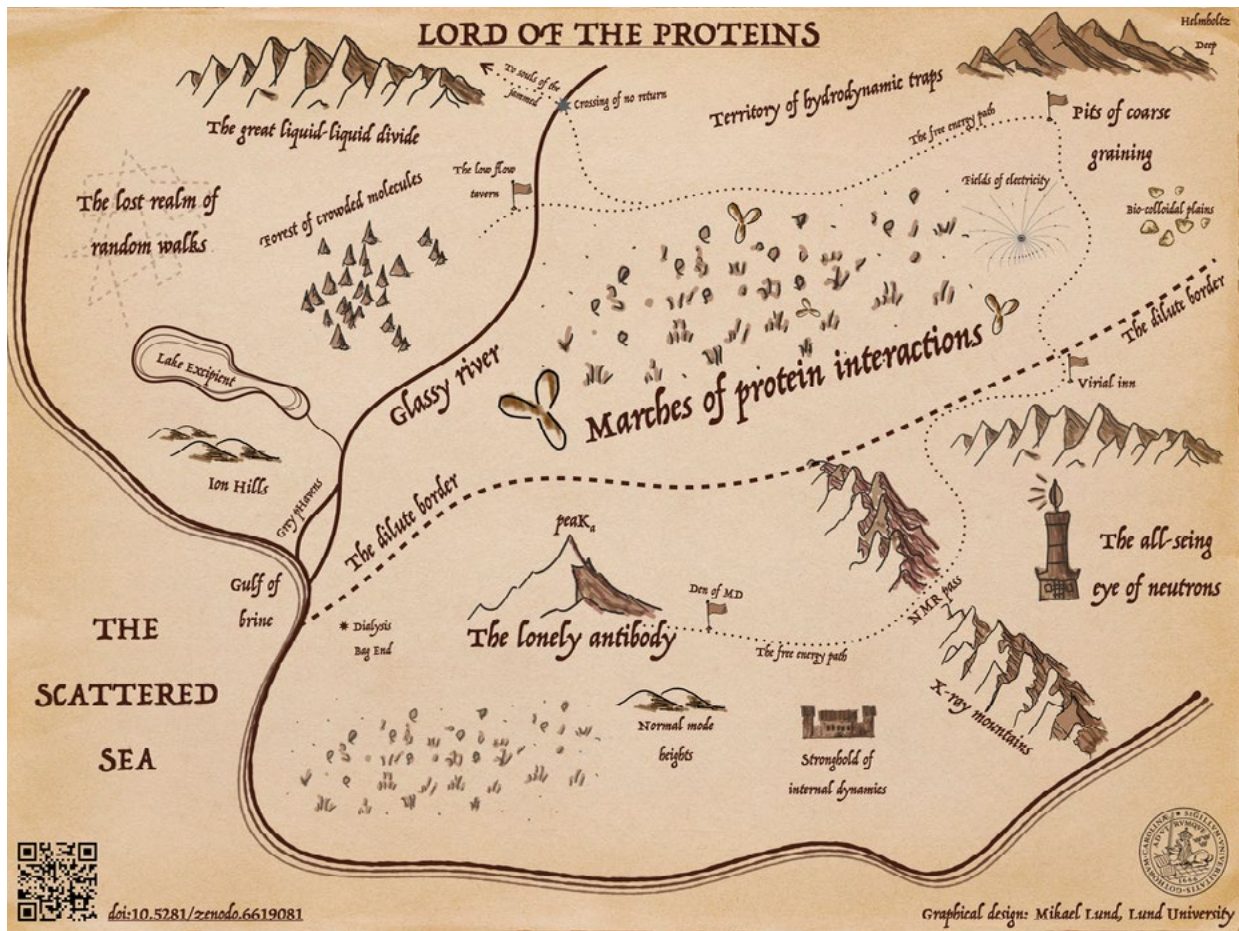 LORD OF THE PROTEINS
Helmholtz
Deep
To souls of the
jammed
Crossing of no return
Territory of hydrodynamic traps
The great liquid-liquid divide
The free energy path
Pits of coarse
graining
The low flow
tavern
Fields of electricity
The lost realm of
random walks
Forest of crowded molecules
Bio-colloidal plains
The dilute border
Lake Excipient
Glassy river
Marches of protein interactions
Virial inn
Ion Hills
Grey pHavens
The dilute border
peaKa
The all-seing
eye of neutrons
Gulf of
brine
Den of MD
NMR pass
Dialysis
Bag End
The lonely antibody
The free energy path
THE
SCATTERED
SEA
X-ray mountains
Normal mode
heights
Stronghold of
internal dynamics
doi:10.5281/zenodo.6619081
Graphical design: Mikael Lund, Lund University